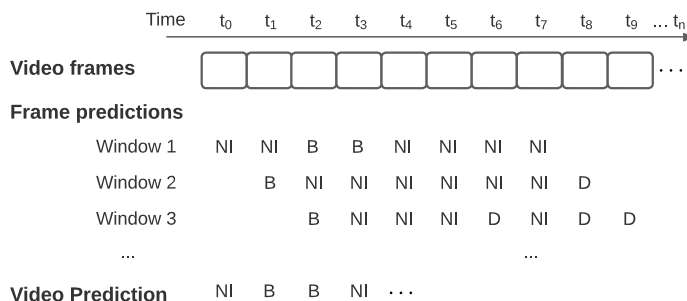 Time t0 t1 t2 t3 t4 t5 t6 t7 t8 t9 ... tn
Video frames ...
Frame predictions
Window 1 NI NI B B NI NI NI NI
Window 2 B NI NI NI NI NI NI D
Window 3 B NI NI NI D NI D D
... ...
Video Prediction NI B B NI ...